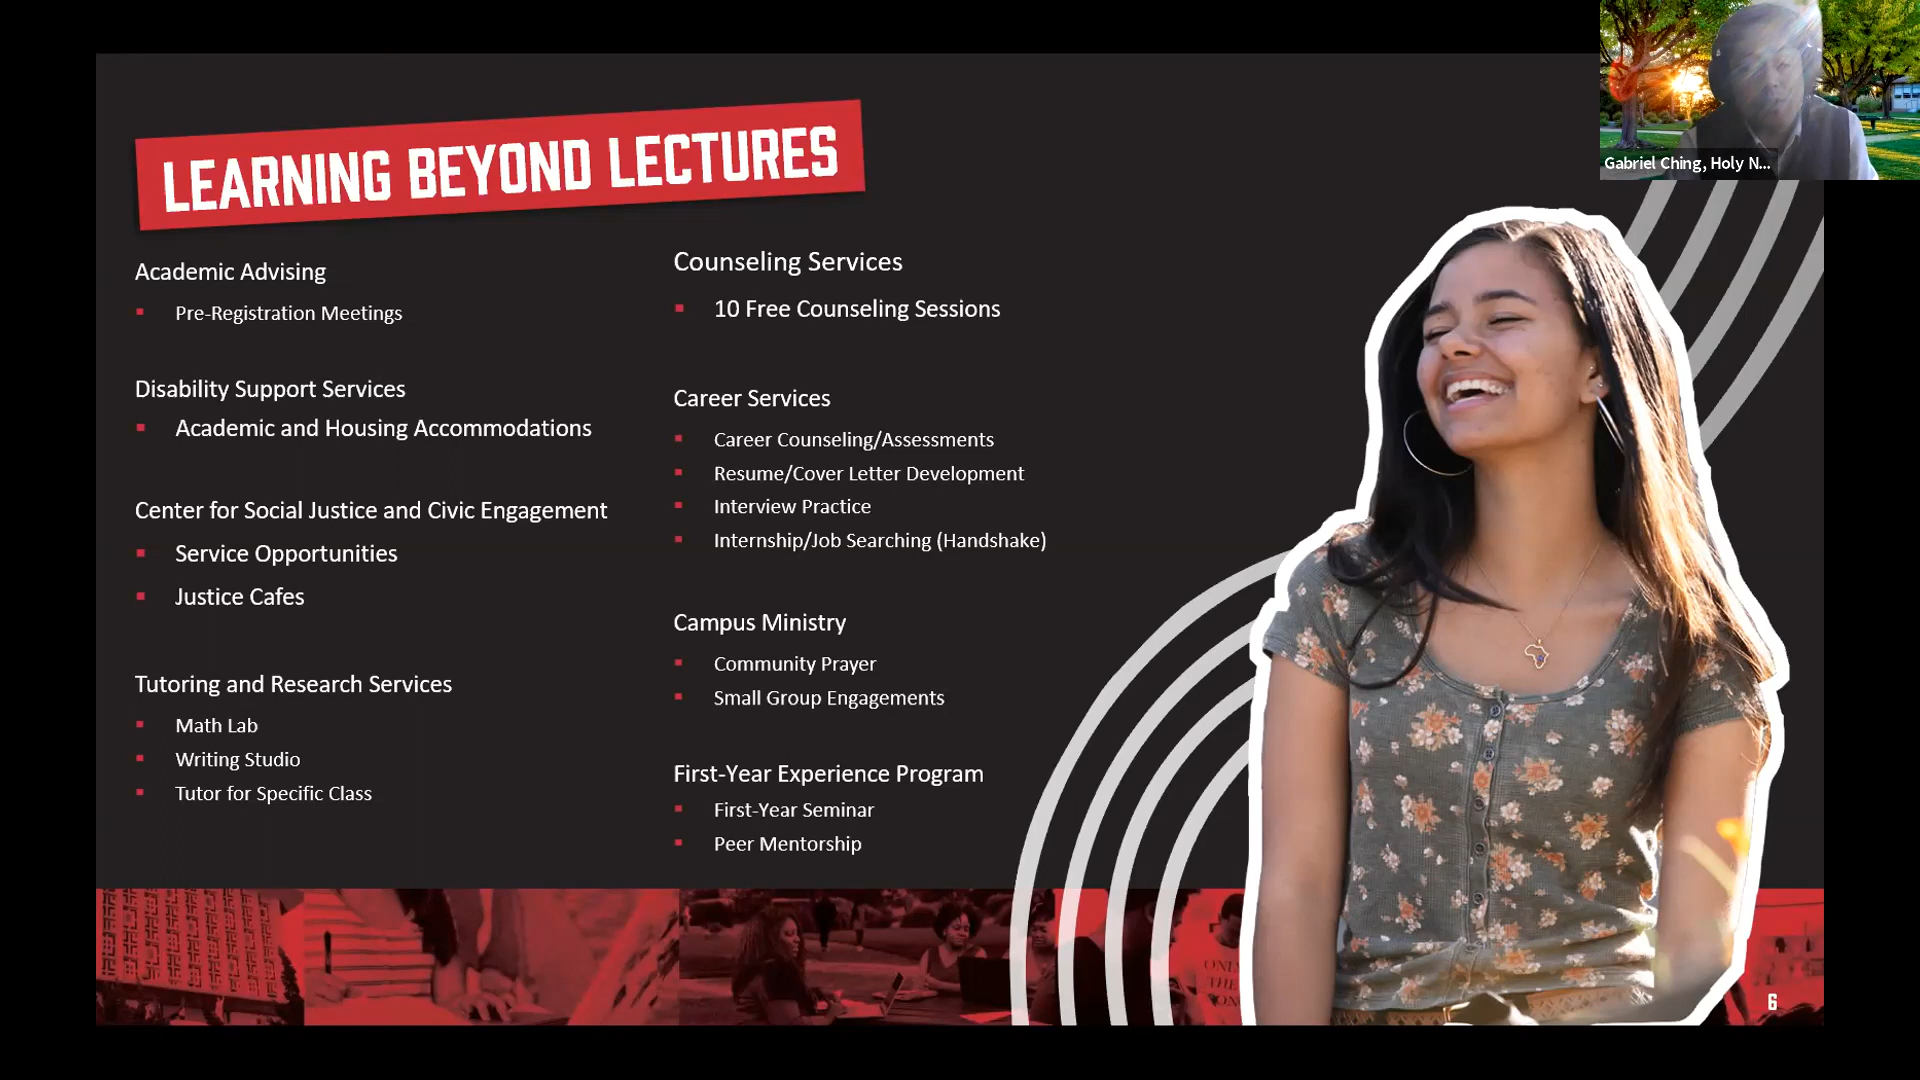 LEARNING BEYOND LECTURES
Academic Advising
Pre-Registration Meetings
Disability Support Services
Academic and Housing Accommodations
Center for Social Justice and Civic Engagement
Service Opportunities
Justice Cafes
Tutoring and Research Services
Math Lab
Writing Studio
Tutor for Specific Class
Counseling Services
10 Free Counseling Sessions
Career Services
Career Counseling/Assessments
Resume/Cover Letter Development
Interview Practice
Internship/Job Searching (Handshake)
Campus Ministry
Community Prayer
Small Group Engagements
First-Year Experience Program
First-Year Seminar
Peer Mentorship
Gabriel Ching, Holy N...
THE
6